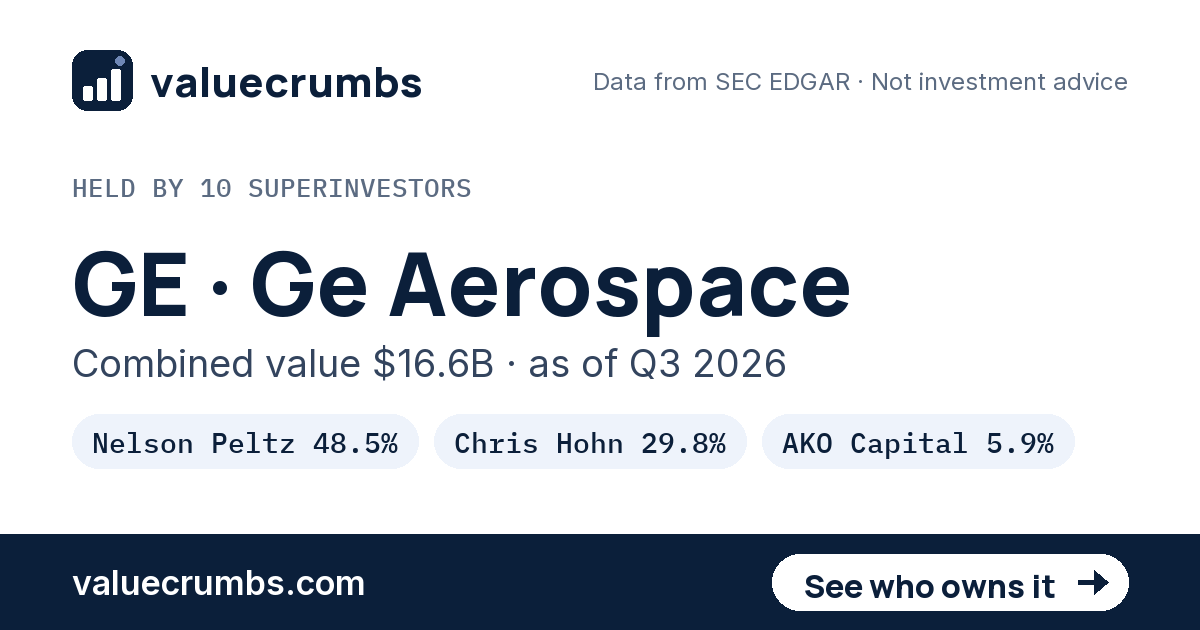 valuecrumbs
Data from SEC EDGAR · Not investment advice
HELD BY 10 SUPERINVESTORS
GE · Ge Aerospace
Combined value $16.6B · as of Q3 2026
Nelson Peltz 48.5%
Chris Hohn 29.8%
AKO Capital 5.9%
valuecrumbs.com
See who owns it →